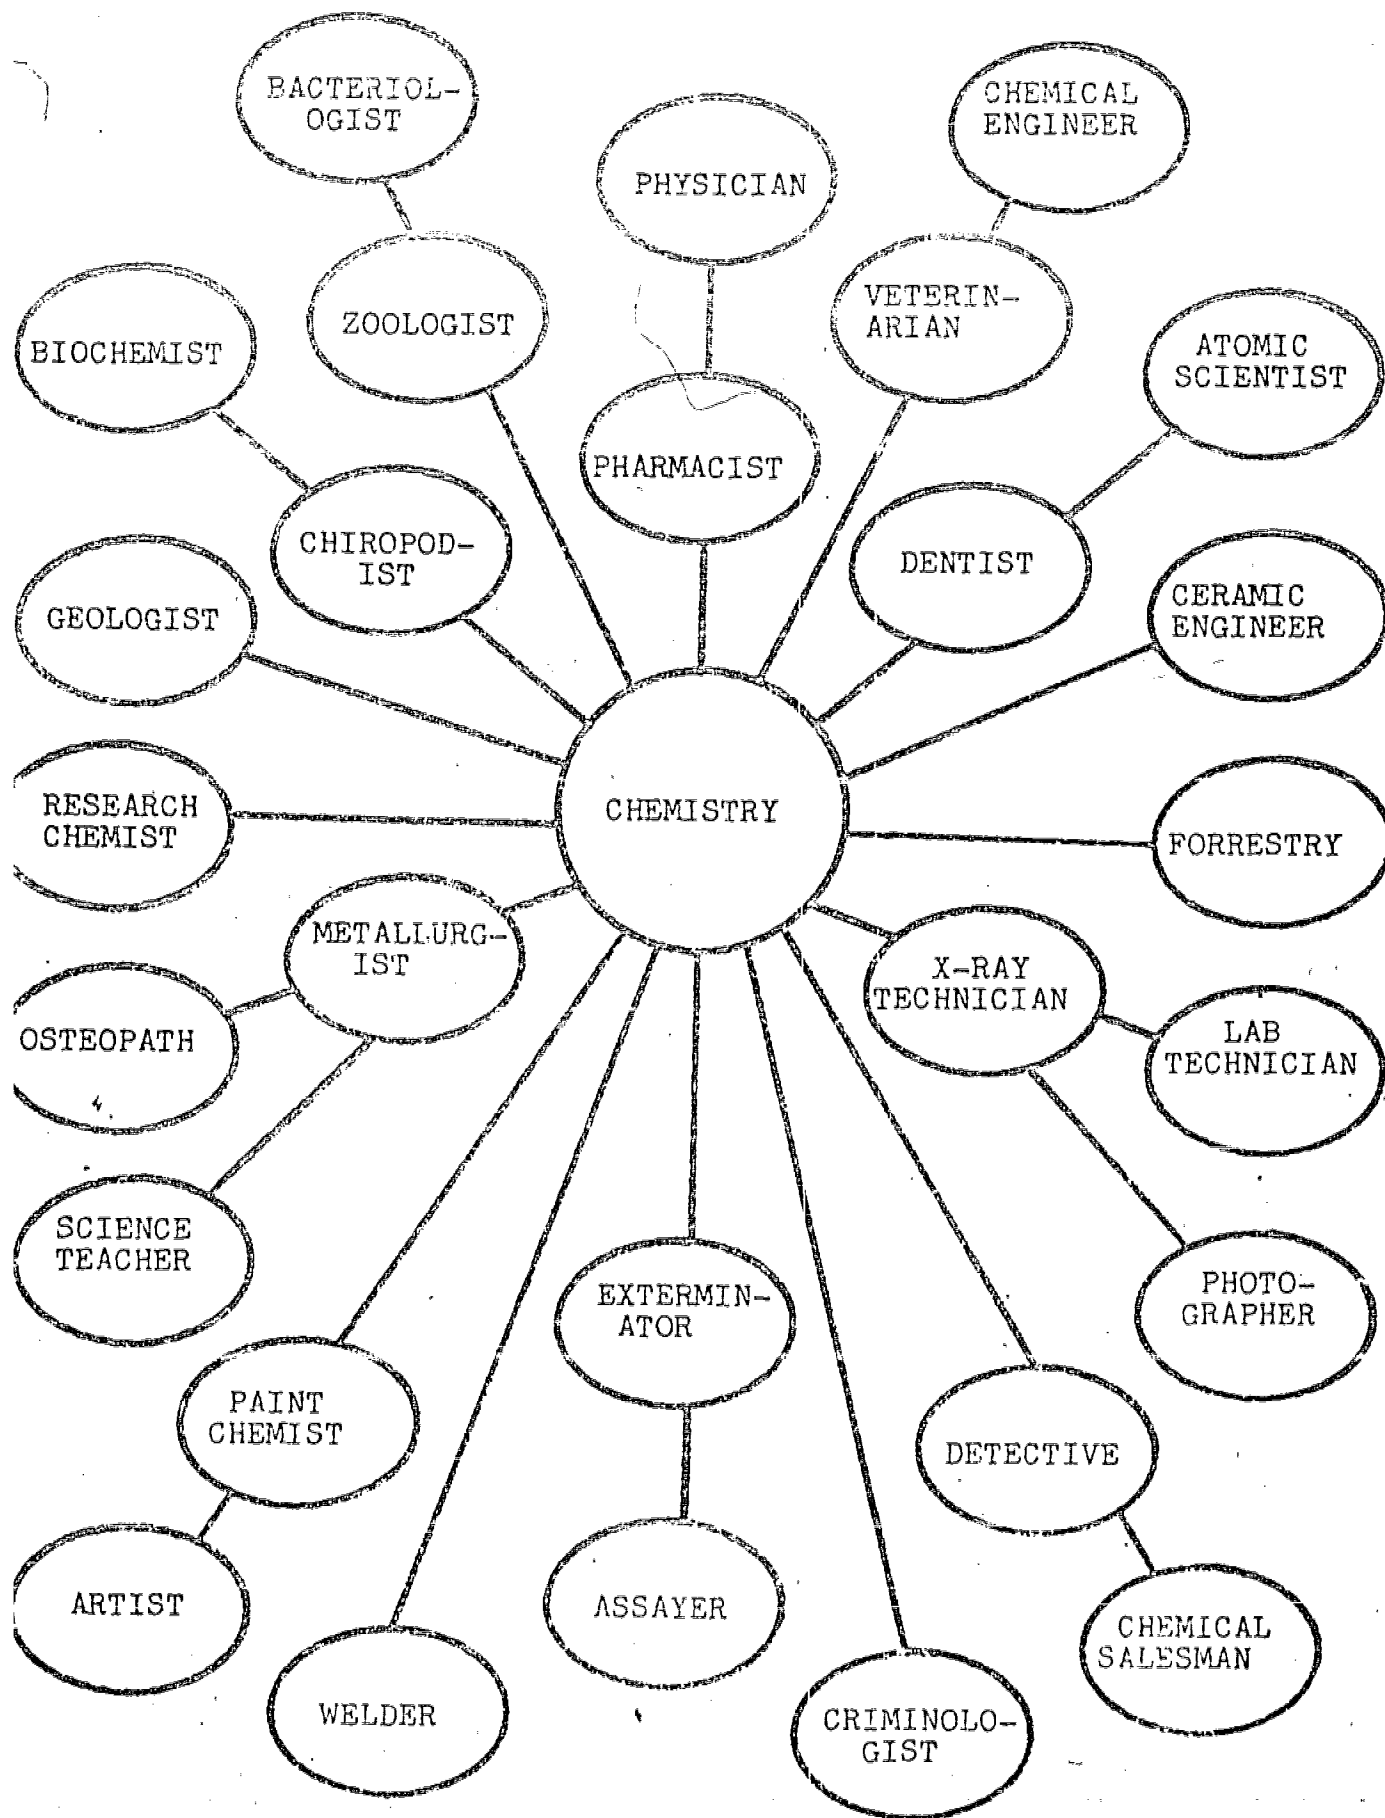 BACTERIOL-
OGIST
CHEMICAL
ENGINEER
PHYSICIAN
ZOOLOGIST
VETERIN-
ARIAN
BIOCHEMIST
ATOMIC
SCIENTIST
PHARMACIST
CHIROPOD-
IST
DENTIST
GEOLOGIST
CERAMIC
ENGINEER
RESEARCH
CHEMIST
CHEMISTRY
FORRESTRY
METALLURG-
IST
X-RAY
TECHNICIAN
OSTEOPATH
LAB
TECHNICIAN
SCIENCE
TEACHER
EXTERMIN-
ATOR
PHOTO-
GRAPHER
PAINT
CHEMIST
DETECTIVE
ARTIST
ASSAYER
CHEMICAL
SALESMAN
WELDER
CRIMINOLO-
GIST